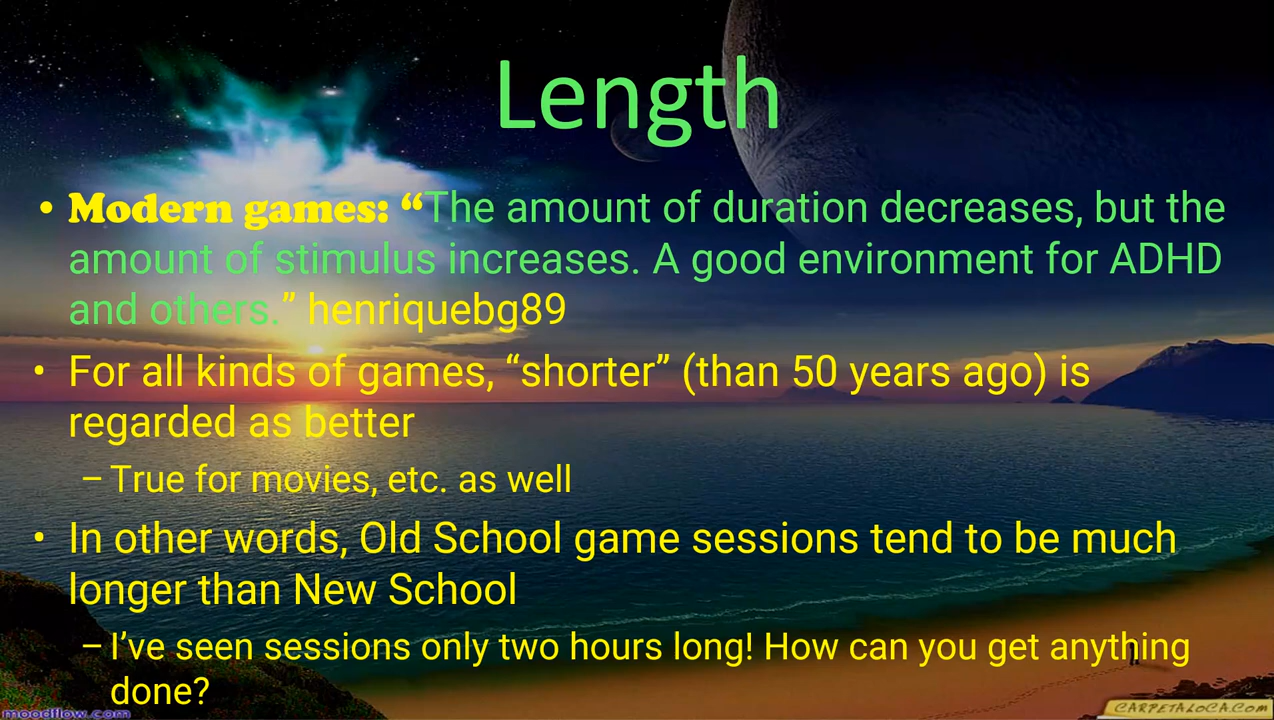 Length
• Modern games: “The amount of duration decreases, but the
amount of stimulus increases. A good environment for ADHD
and others.” henriquebg89
• For all kinds of games, “shorter” (than 50 years ago) is
regarded as better
– True for movies, etc. as well
• In other words, Old School game sessions tend to be much
longer than New School
– I’ve seen sessions only two hours long! How can you get anything
done?
moodflow.com
CARPETALOCA.COM